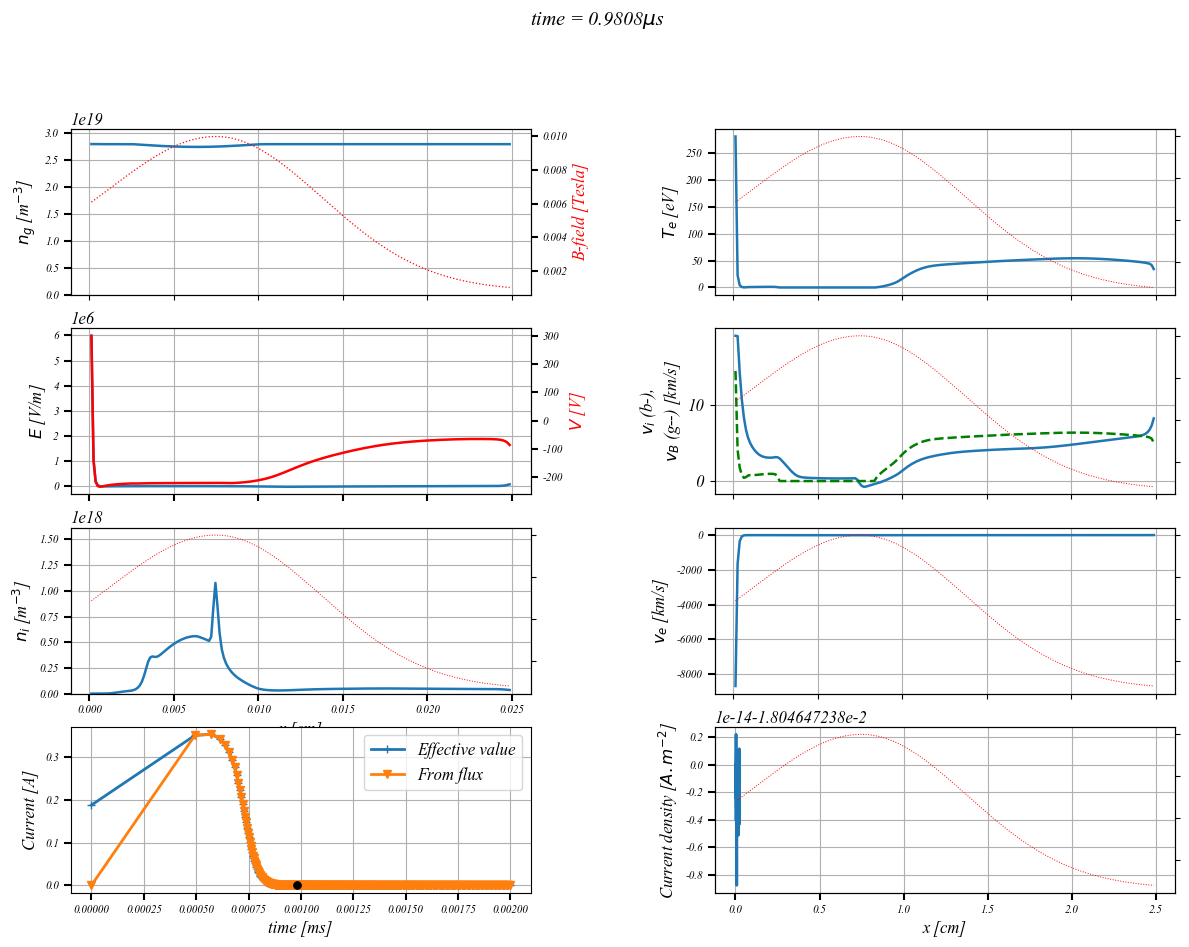 time = 0.9808μs
1e19
n_g [m^−3]
3.0
2.5
2.0
1.5
1.0
0.5
0.0
0.010
0.008
0.006
0.004
0.002
B-field [Tesla]
T_e [eV]
250
200
150
100
50
0
1e6
E [V/m]
6
5
4
3
2
1
0
300
200
100
0
-100
-200
V [V]
v_i (b-),
v_B (g--) [km/s]
10
0
1e18
n_i [m^−3]
1.50
1.25
1.00
0.75
0.50
0.25
0.00
0.000 0.005 0.010 0.015 0.020 0.025
v_e [km/s]
0
-2000
-4000
-6000
-8000
Current [A]
0.3
0.2
0.1
0.0
Effective value
From flux
0.00000 0.00025 0.00050 0.00075 0.00100 0.00125 0.00150 0.00175 0.00200
time [ms]
1e-14-1.804647238e-2
Current density [A.m^−2]
0.2
0.0
-0.2
-0.4
-0.6
-0.8
0.0 0.5 1.0 1.5 2.0 2.5
x [cm]